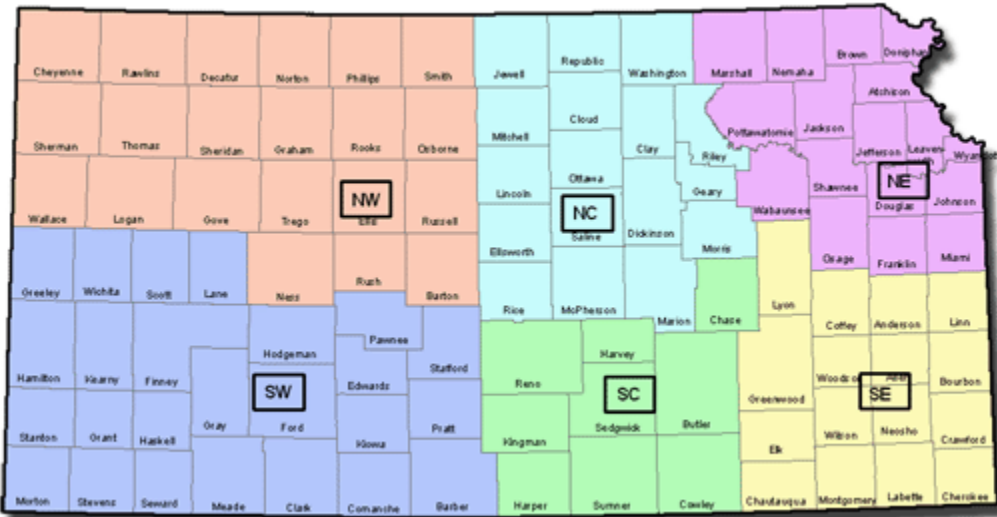 Cheyenne Rawlins Decatur Norton Phillips Smith Jewell Republic Washington Marshall Nemaha Brown Doniphan
Atchison
Sherman Thomas Sheridan Graham Rooks Osborne Mitchell Cloud Clay Riley Pottawatomie Jackson Jefferson
Wallace Logan Gove Trego NW Russell Lincoln Ottawa NC Saline Dickinson Geary Wabaunsee Shawnee NE Douglas Johnson
Ellsworth Morris Osage Franklin Miami
Greeley Wichita Scott Lane Ness Rush Barton Rice McPherson Marion Chase Lyon Coffey Anderson Linn
Hamilton Kearny Finney Hodgeman Pawnee Edwards Stafford Reno Harvey Greenwood Bourbon
SW SC SE
Stanton Grant Haskell Gray Ford Kiowa Pratt Kingman Sedgwick Butler Elk Wilson Neosho Crawford
Morton Stevens Seward Meade Clark Comanche Barber Harper Sumner Cowley Chautauqua Montgomery Labette Cherokee